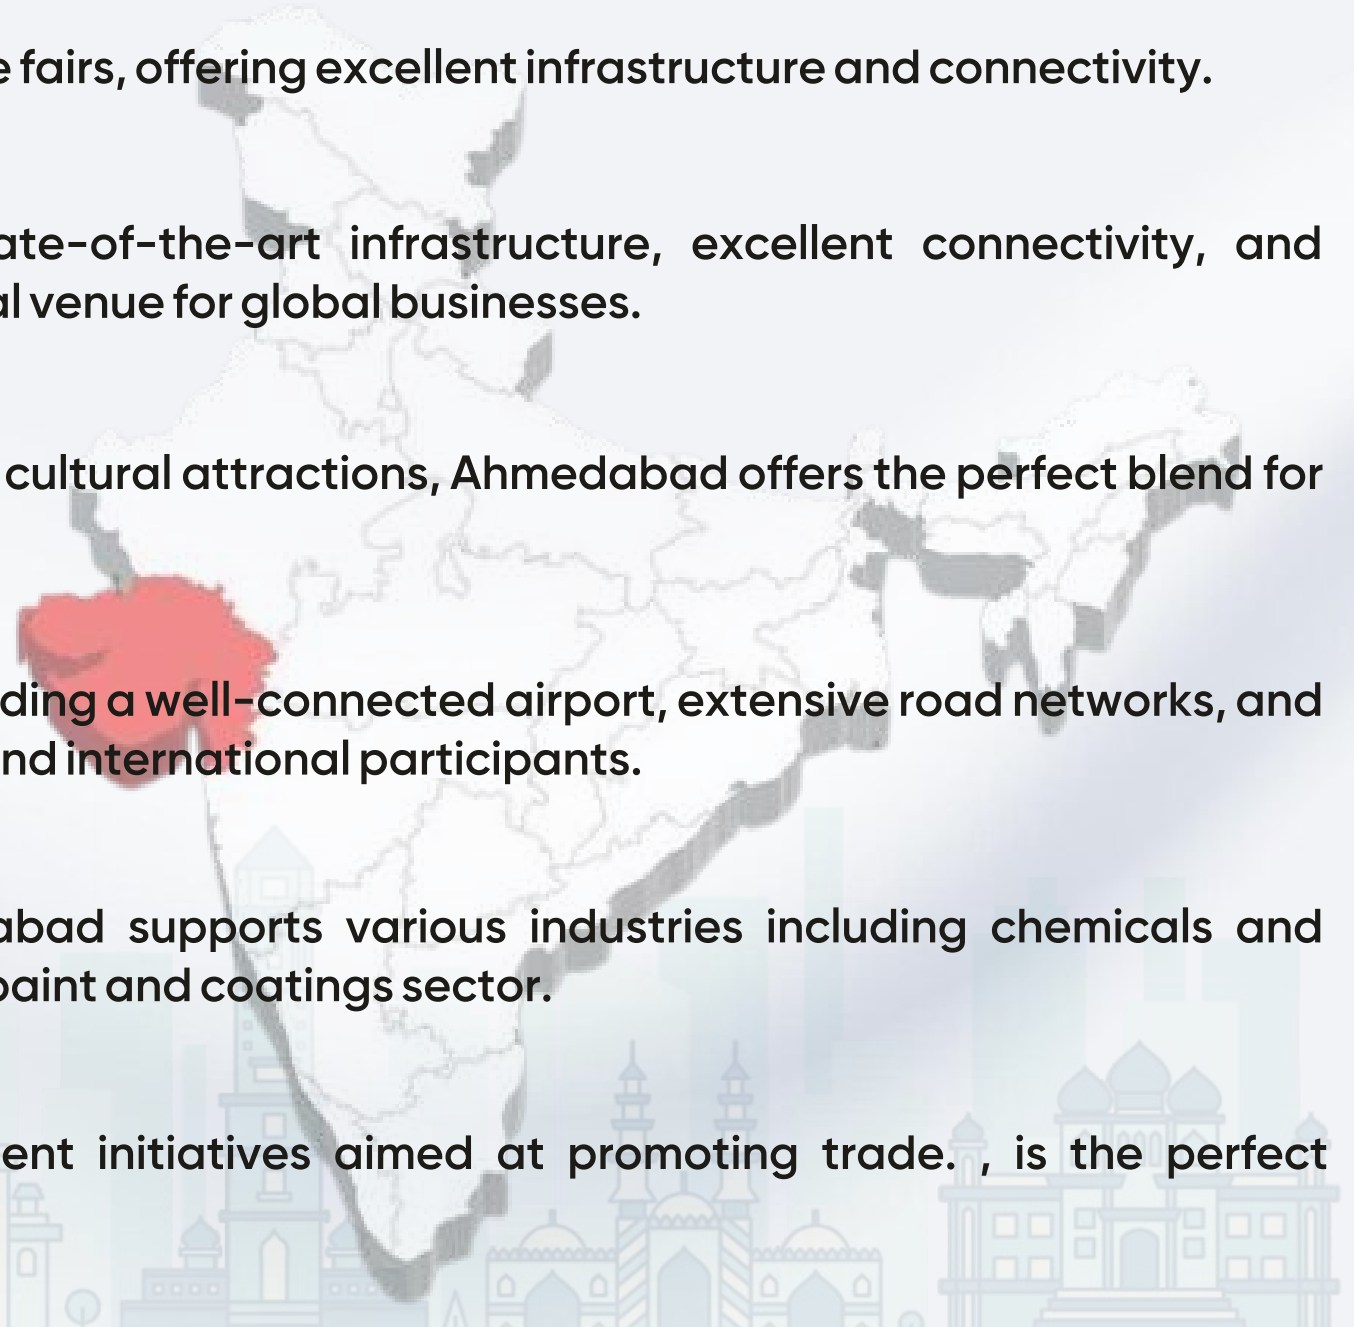 e fairs, offering excellent infrastructure and connectivity.
ate-of-the-art infrastructure, excellent connectivity, and
al venue for global businesses.
cultural attractions, Ahmedabad offers the perfect blend for
ding a well-connected airport, extensive road networks, and
nd international participants.
abad supports various industries including chemicals and
paint and coatings sector.
ent initiatives aimed at promoting trade. , is the perfect